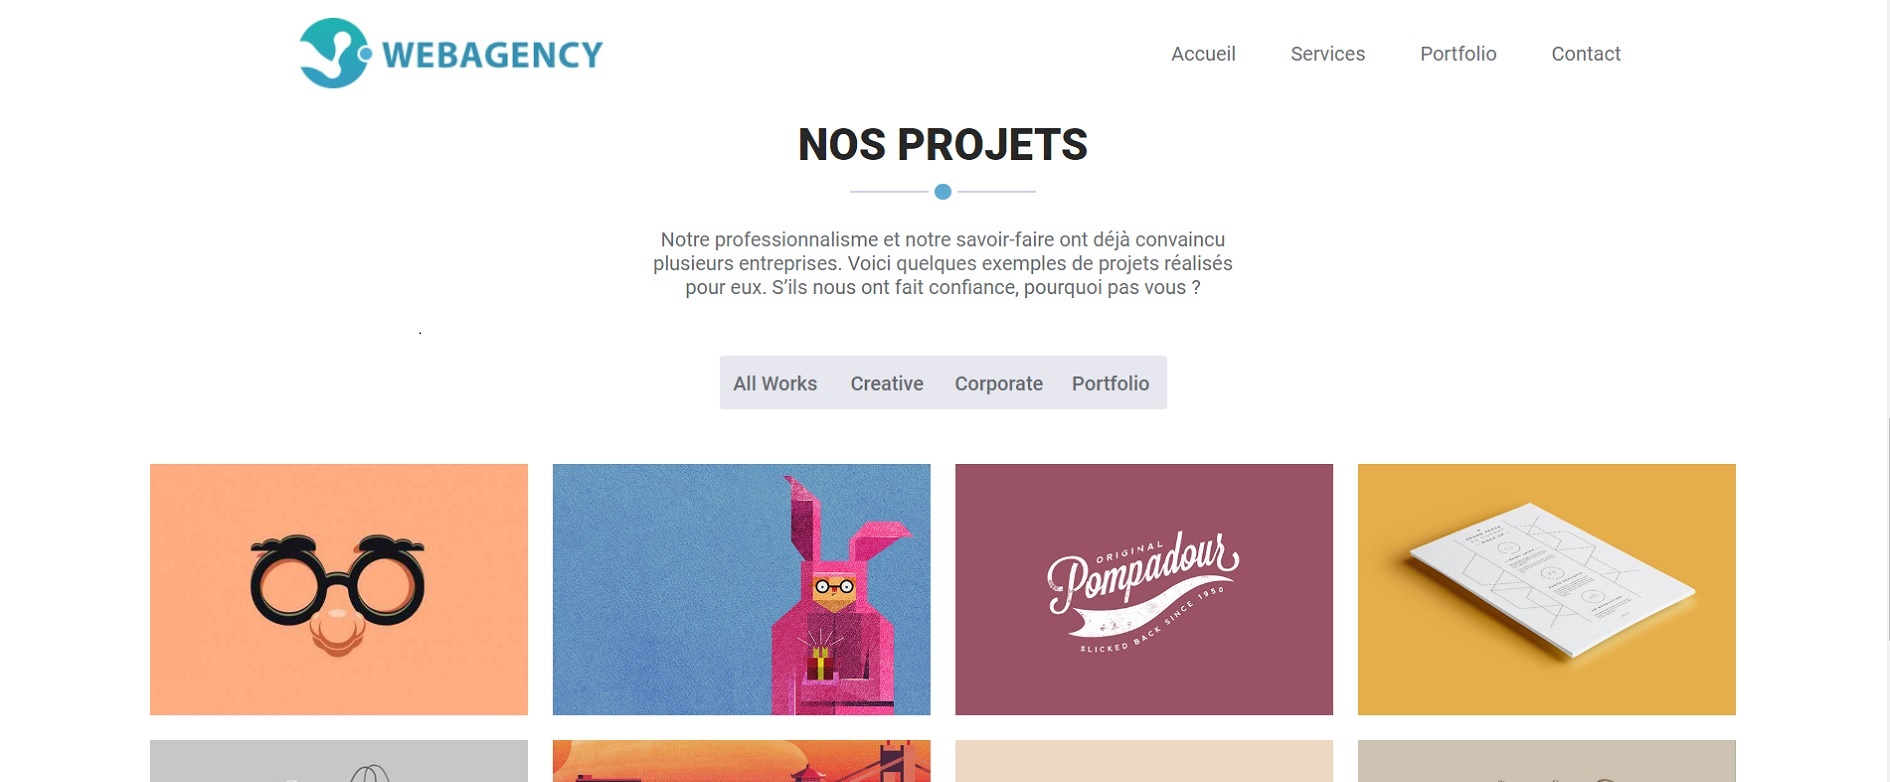 WEBAGENCY
Accueil Services Portfolio Contact
NOS PROJETS
Notre professionnalisme et notre savoir-faire ont déjà convaincu
plusieurs entreprises. Voici quelques exemples de projets réalisés
pour eux. S’ils nous ont fait confiance, pourquoi pas vous ?
.
All Works Creative Corporate Portfolio
ORIGINAL
Pompadour
SLICKED BACK SINCE 1950